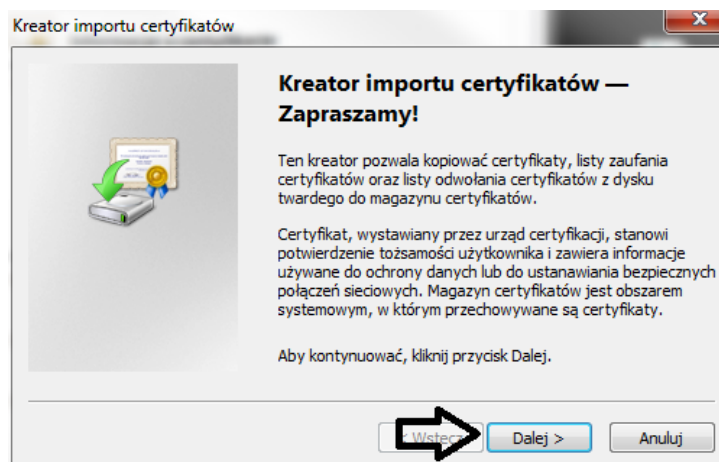 Kreator importu certyfikatów
Kreator importu certyfikatów —
Zapraszamy!
Ten kreator pozwala kopiować certyfikaty, listy zaufania
certyfikatów oraz listy odwołania certyfikatów z dysku
twardego do magazynu certyfikatów.
Certyfikat, wystawiany przez urząd certyfikacji, stanowi
potwierdzenie tożsamości użytkownika i zawiera informacje
używane do ochrony danych lub do ustanawiania bezpiecznych
połączeń sieciowych. Magazyn certyfikatów jest obszarem
systemowym, w którym przechowywane są certyfikaty.
Aby kontynuować, kliknij przycisk Dalej.
< Wstecz Dalej > Anuluj